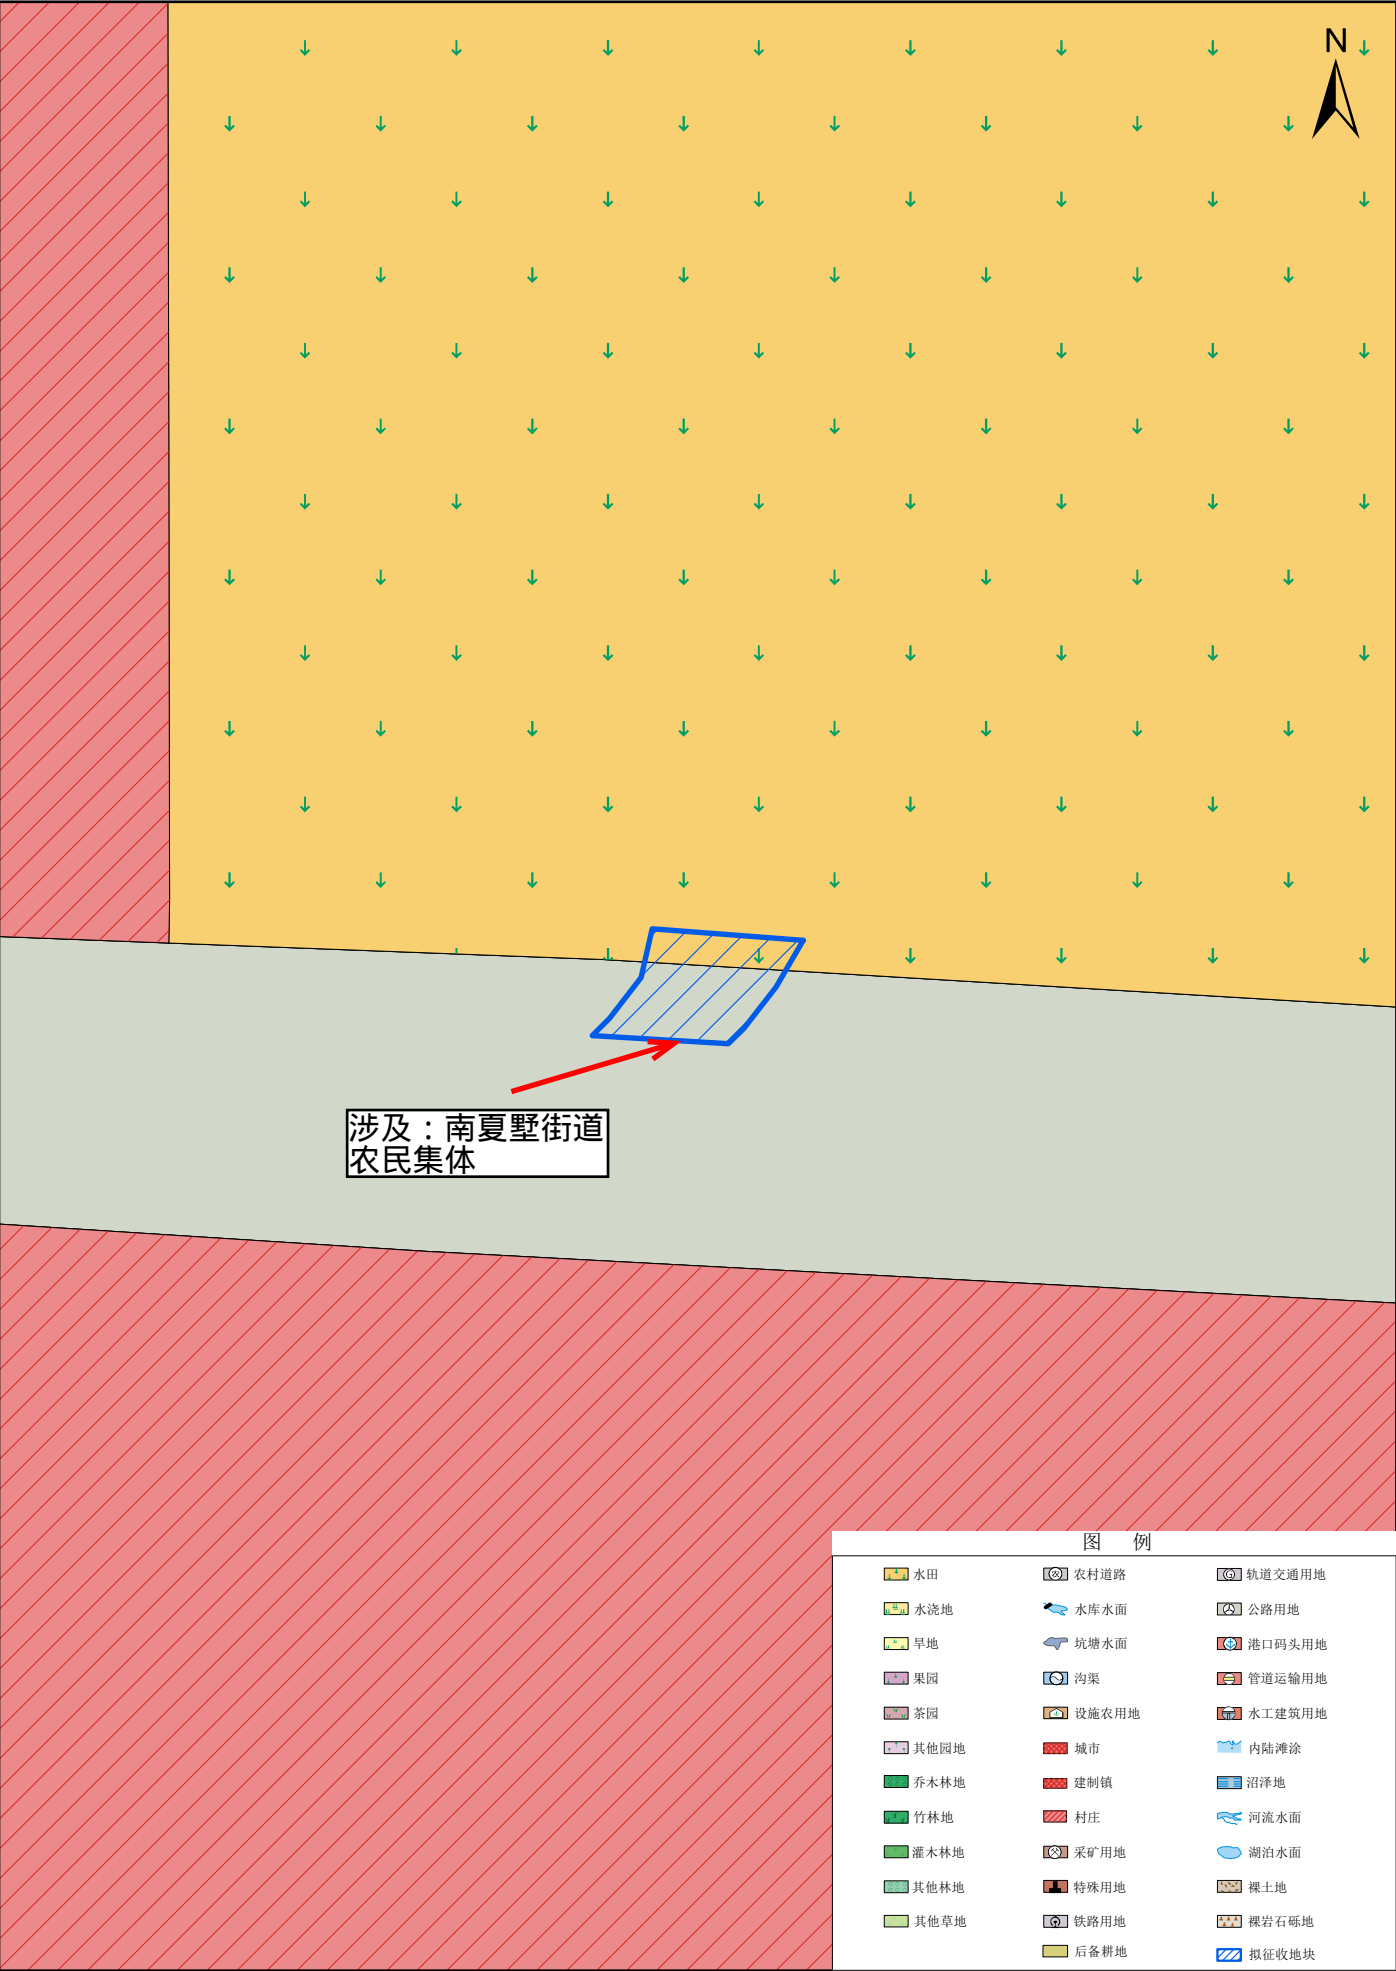 N
涉及：南夏墅街道
农民集体
图 例
水田
农村道路
轨道交通用地
水浇地
水库水面
公路用地
旱地
坑塘水面
港口码头用地
果园
沟渠
管道运输用地
茶园
设施农用地
水工建筑用地
其他园地
城市
内陆滩涂
乔木林地
建制镇
沼泽地
竹林地
村庄
河流水面
灌木林地
采矿用地
湖泊水面
其他林地
特殊用地
裸土地
其他草地
铁路用地
裸岩石砾地
后备耕地
拟征收地块